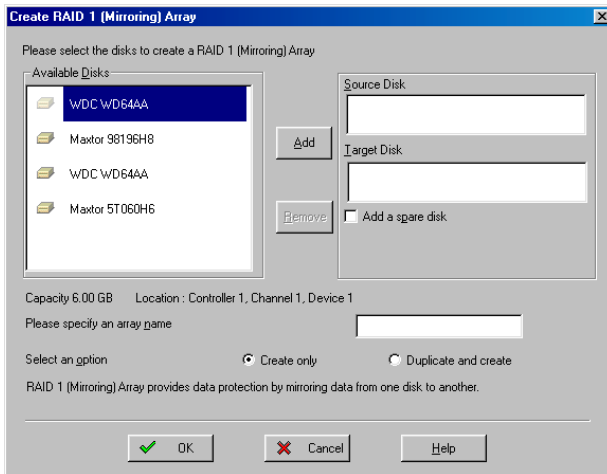 Create RAID 1 (Mirroring) Array
Please select the disks to create a RAID 1 (Mirroring) Array
Available Disks
WDC WD64AA
Maxtor 98196H8
WDC WD64AA
Maxtor 5T060H6
Add
Remove
Source Disk
Target Disk
Add a spare disk
Capacity 6.00 GB Location : Controller 1, Channel 1, Device 1
Please specify an array name
Select an option Create only Duplicate and create
RAID 1 (Mirroring) Array provides data protection by mirroring data from one disk to another.
OK Cancel Help